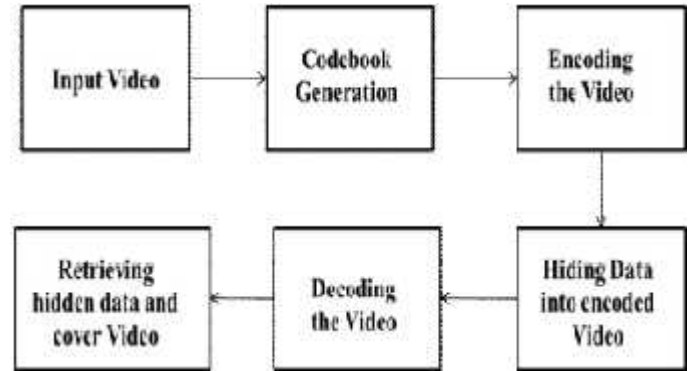 Input Video
Codebook
Generation
Encoding
the Video
Hiding Data
into encoded
Video
Decoding
the Video
Retrieving
hidden data and
cover Video